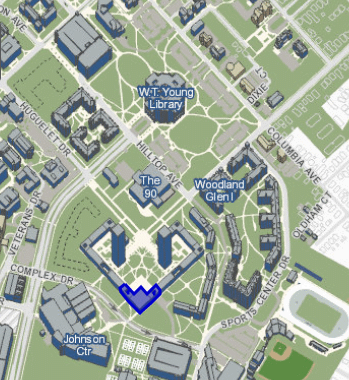 ON AVE
W.T. Young
Library
DIXIE CT
HUGUELET DR
HILLTOP AVE
COLUMBIA AVE
The
90
Woodland
Glen I
OLDHAM CT
VETERANS DR
COMPLEX DR
SPORTS CENTER DR
Johnson
Ctr